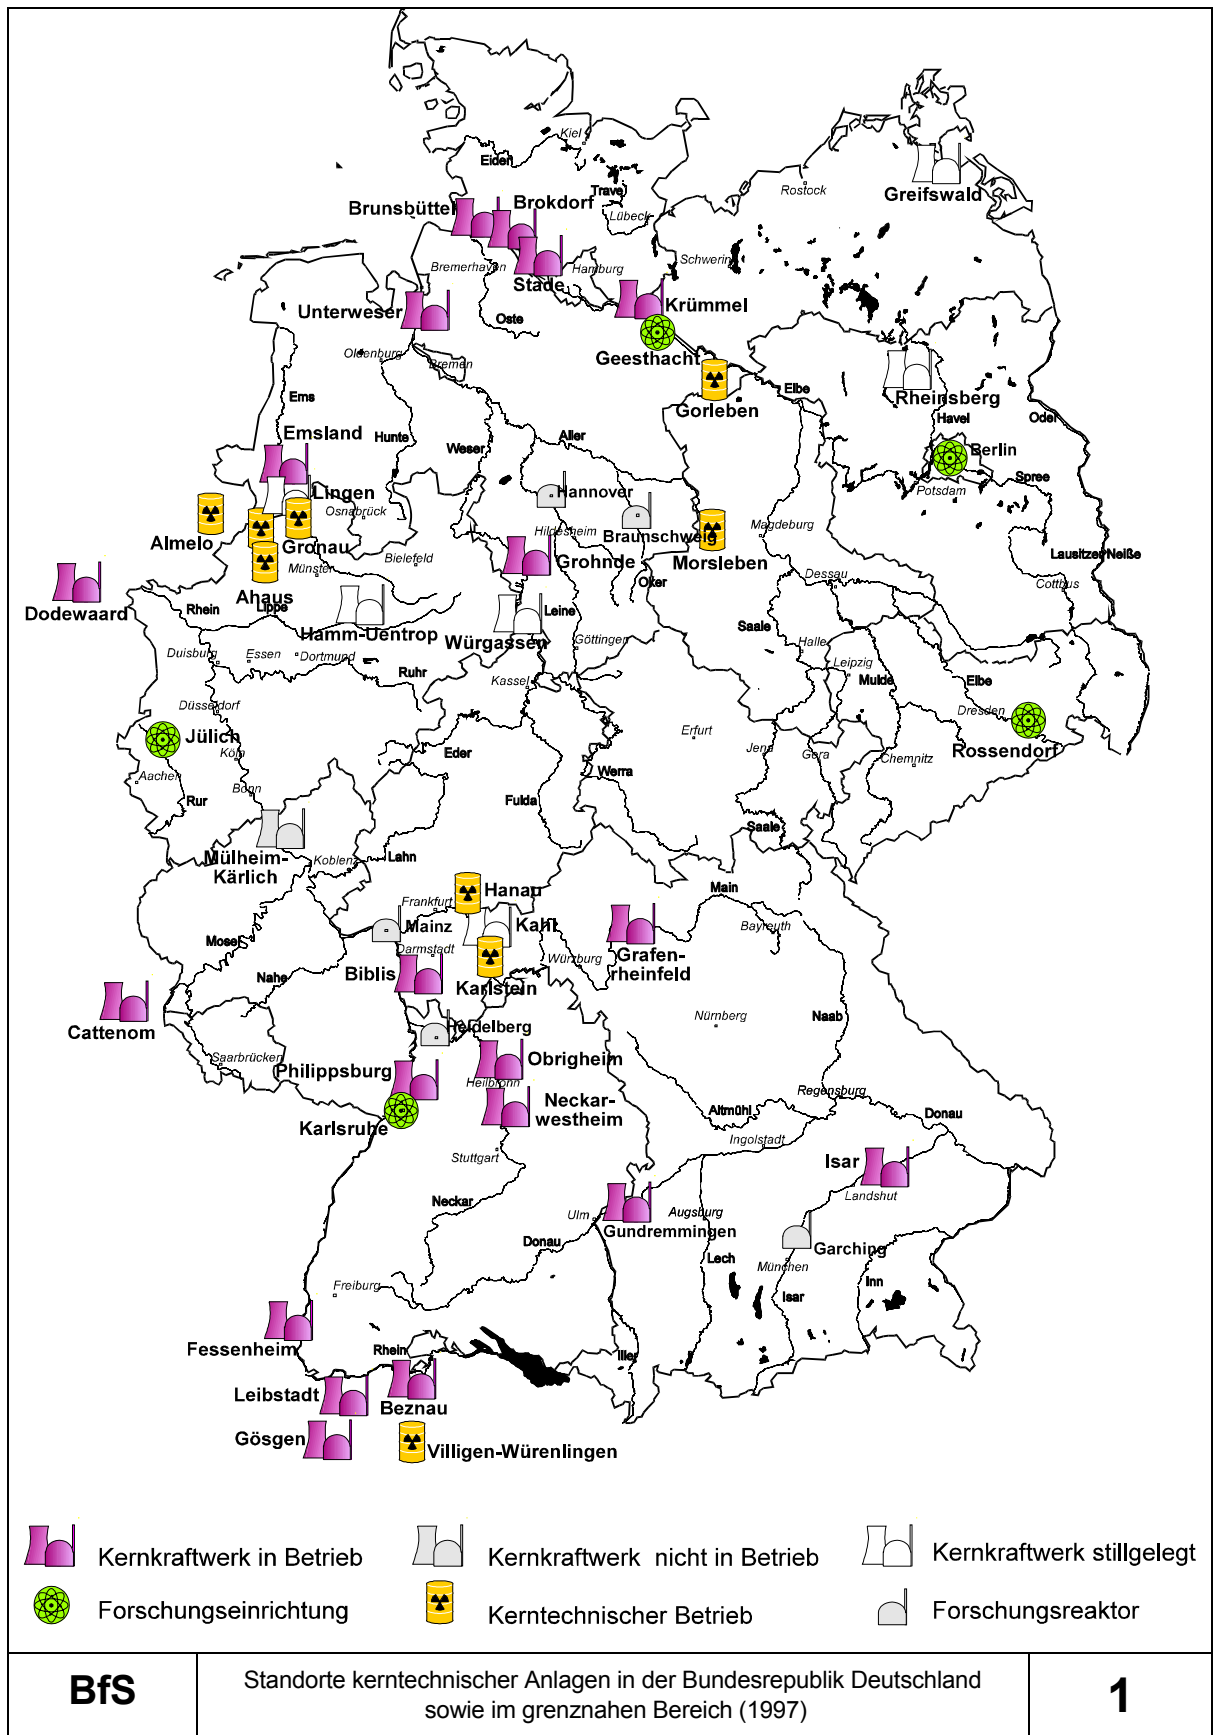 Kiel
Eider
Rostock
Greifswald
Trave
Lübeck
Brunsbüttel
Brokdorf
Bremerhaven
Hamburg
Schwerin
Stade
Unterweser
Krümmel
Oste
Oldenburg
Bremen
Geesthacht
Elbe
Rheinsberg
Gorleben
Ems
Havel
Oder
Emsland
Hunte
Weser
Aller
Berlin
Spree
Potsdam
Lingen
Hannover
Osnabrück
Almelo
Gronau
Hildesheim
Braunschweig
Magdeburg
Bielefeld
Grohnde
Morsleben
Lausitzer Neiße
Münster
Oker
Dessau
Cottbus
Ahaus
Dodewaard
Rhein
Lippe
Leine
Hamm-Uentrop
Würgassen
Göttingen
Saale
Halle
Duisburg
Essen
Dortmund
Ruhr
Kassel
Leipzig
Mulde
Elbe
Düsseldorf
Dresden
Jülich
Köln
Eder
Erfurt
Jena
Gera
Chemnitz
Rossendorf
Aachen
Bonn
Rur
Werra
Fulda
Saale
Mülheim-
Kärlich
Koblenz
Lahn
Hanau
Main
Frankfurt
Mainz
Kahl
Bayreuth
Mosel
Darmstadt
Würzburg
Grafen-
rheinfeld
Nahe
Biblis
Karlstein
Cattenom
Heidelberg
Nürnberg
Naab
Saarbrücken
Philippsburg
Obrigheim
Heilbronn
Regensburg
Neckar-
westheim
Altmühl
Donau
Karlsruhe
Ingolstadt
Stuttgart
Isar
Landshut
Neckar
Ulm
Augsburg
Gundremmingen
Donau
Garching
Lech
München
Inn
Freiburg
Isar
Fessenheim
Rhein
Iller
Leibstadt
Beznau
Gösgen
Villigen-Würenlingen
Kernkraftwerk in Betrieb
Kernkraftwerk nicht in Betrieb
Kernkraftwerk stillgelegt
Forschungseinrichtung
Kerntechnischer Betrieb
Forschungsreaktor
BfS
Standorte kerntechnischer Anlagen in der Bundesrepublik Deutschland
sowie im grenznahen Bereich (1997)
1